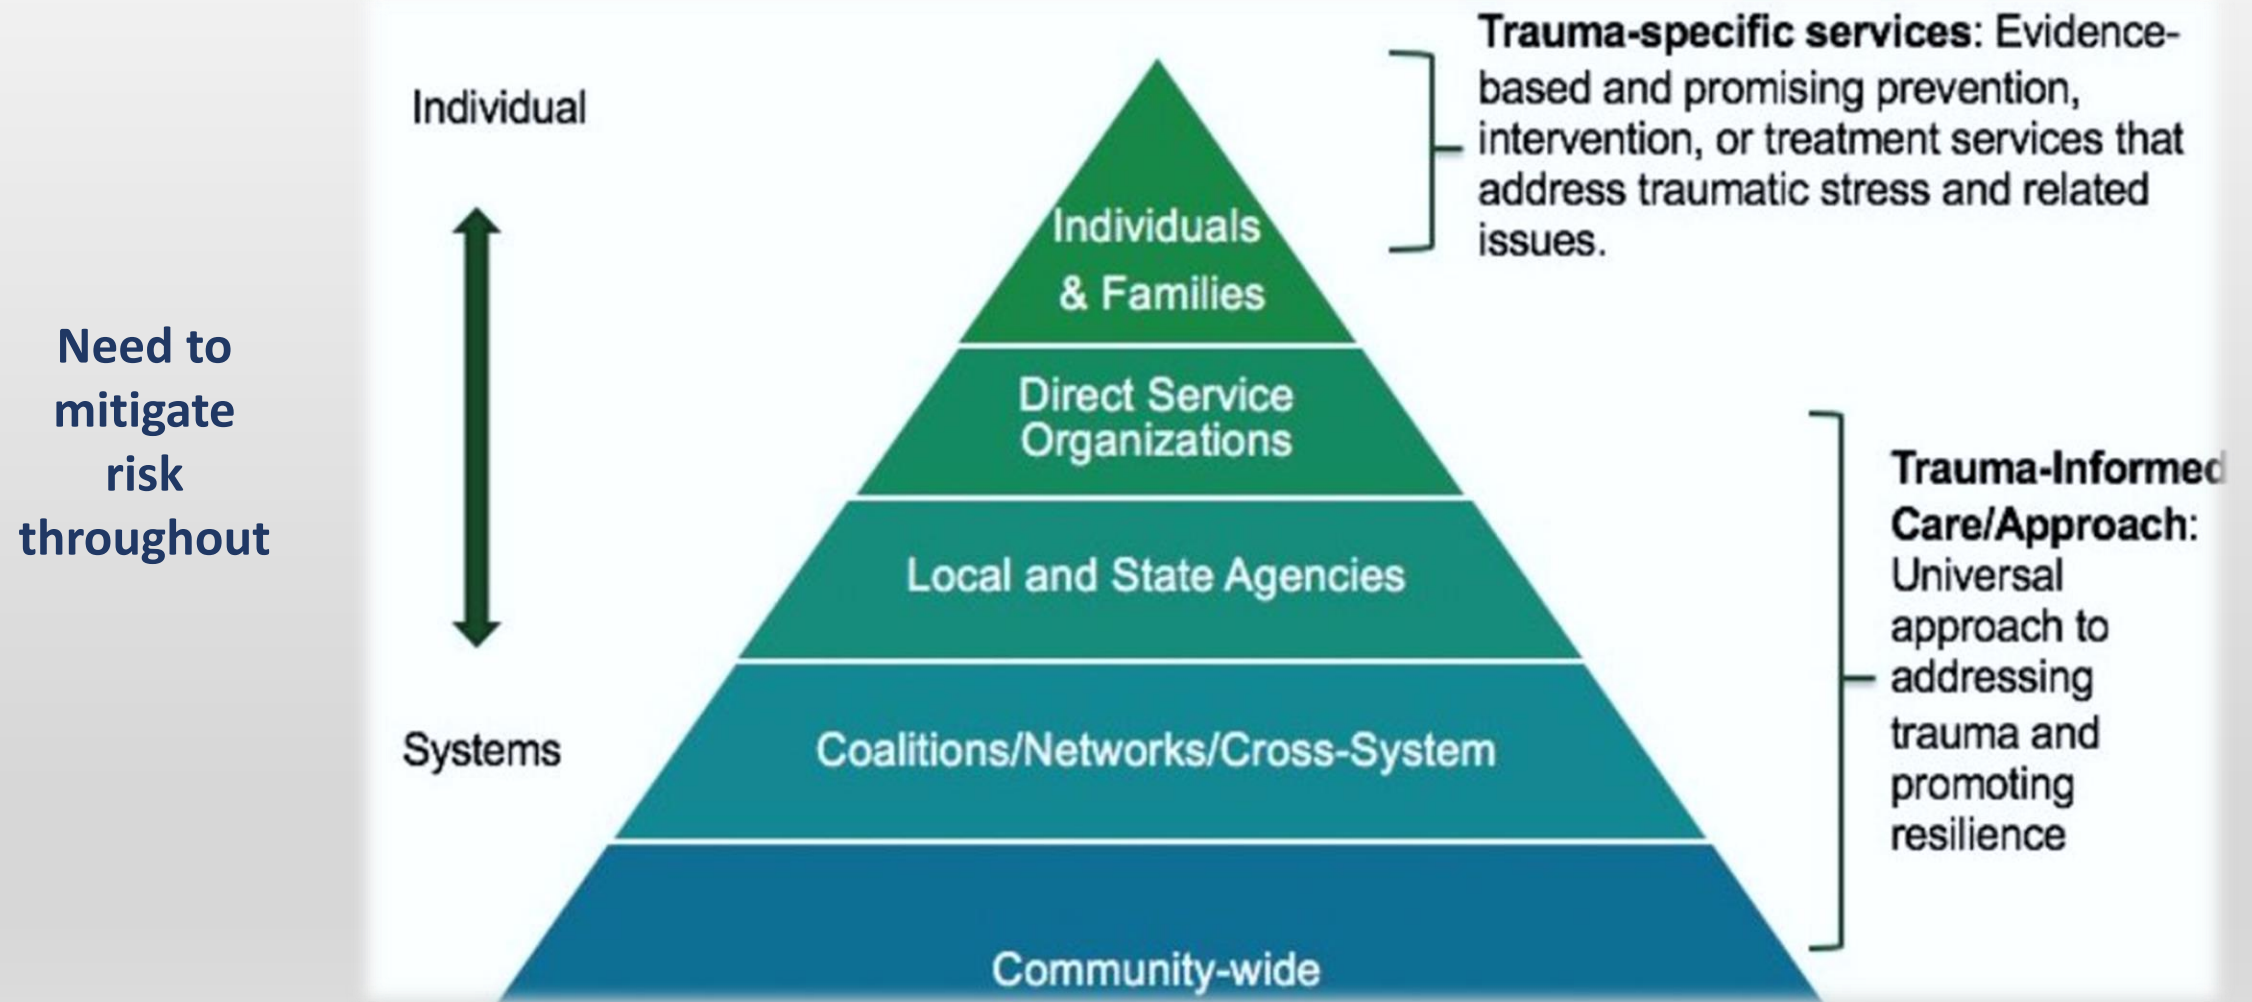 Need to
mitigate
risk
throughout
Individual
Systems
Individuals
& Families
Direct Service
Organizations
Local and State Agencies
Coalitions/Networks/Cross-System
Community-wide
Trauma-specific services: Evidence-
based and promising prevention,
intervention, or treatment services that
address traumatic stress and related
issues.
Trauma-Informed
Care/Approach:
Universal
approach to
addressing
trauma and
promoting
resilience